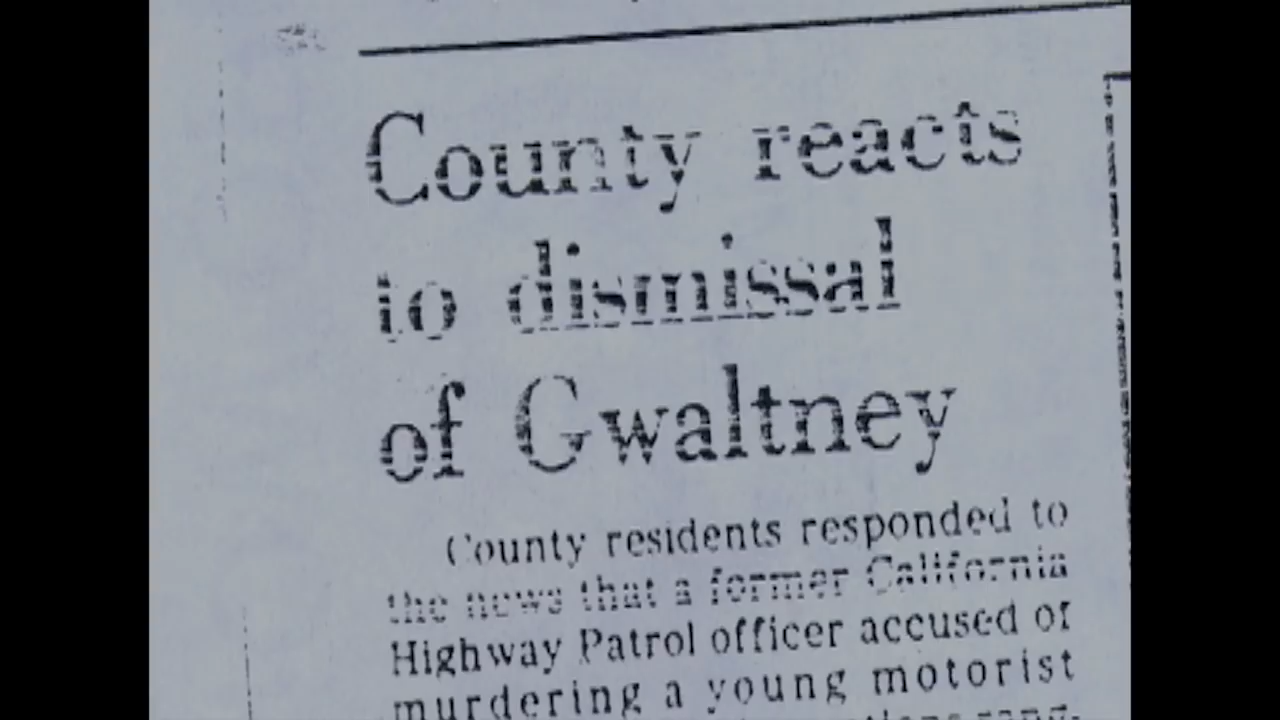 County reacts
to dismissal
of Gwaltney
County residents responded to
the news that a former California
Highway Patrol officer accused of
murdering a young motorist